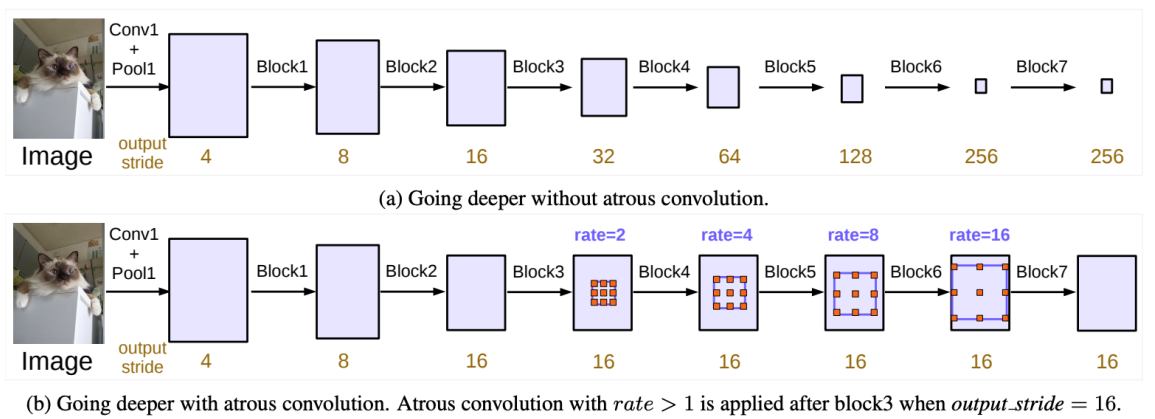 Conv1
+
Pool1
Block1 Block2 Block3 Block4 Block5 Block6 Block7
Image
output
stride
4 8 16 32 64 128 256 256
(a) Going deeper without atrous convolution.
rate=2 rate=4 rate=8 rate=16
Conv1
+
Pool1
Block1 Block2 Block3 Block4 Block5 Block6 Block7
Image
output
stride
4 8 16 16 16 16 16 16
(b) Going deeper with atrous convolution. Atrous convolution with rate > 1 is applied after block3 when output_stride = 16.